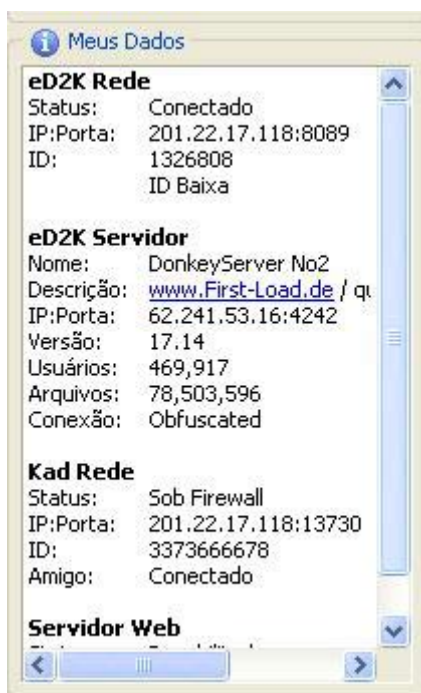 Meus Dados
eD2K Rede
Status: Conectado
IP:Porta: 201.22.17.118:8089
ID: 1326808
ID Baixa
eD2K Servidor
Nome: DonkeyServer No2
Descrição: www.First-Load.de / qu
IP:Porta: 62.241.53.16:4242
Versão: 17.14
Usuários: 469,917
Arquivos: 78,503,596
Conexão: Obfuscated
Kad Rede
Status: Sob Firewall
IP:Porta: 201.22.17.118:13730
ID: 3373666678
Amigo: Conectado
Servidor Web